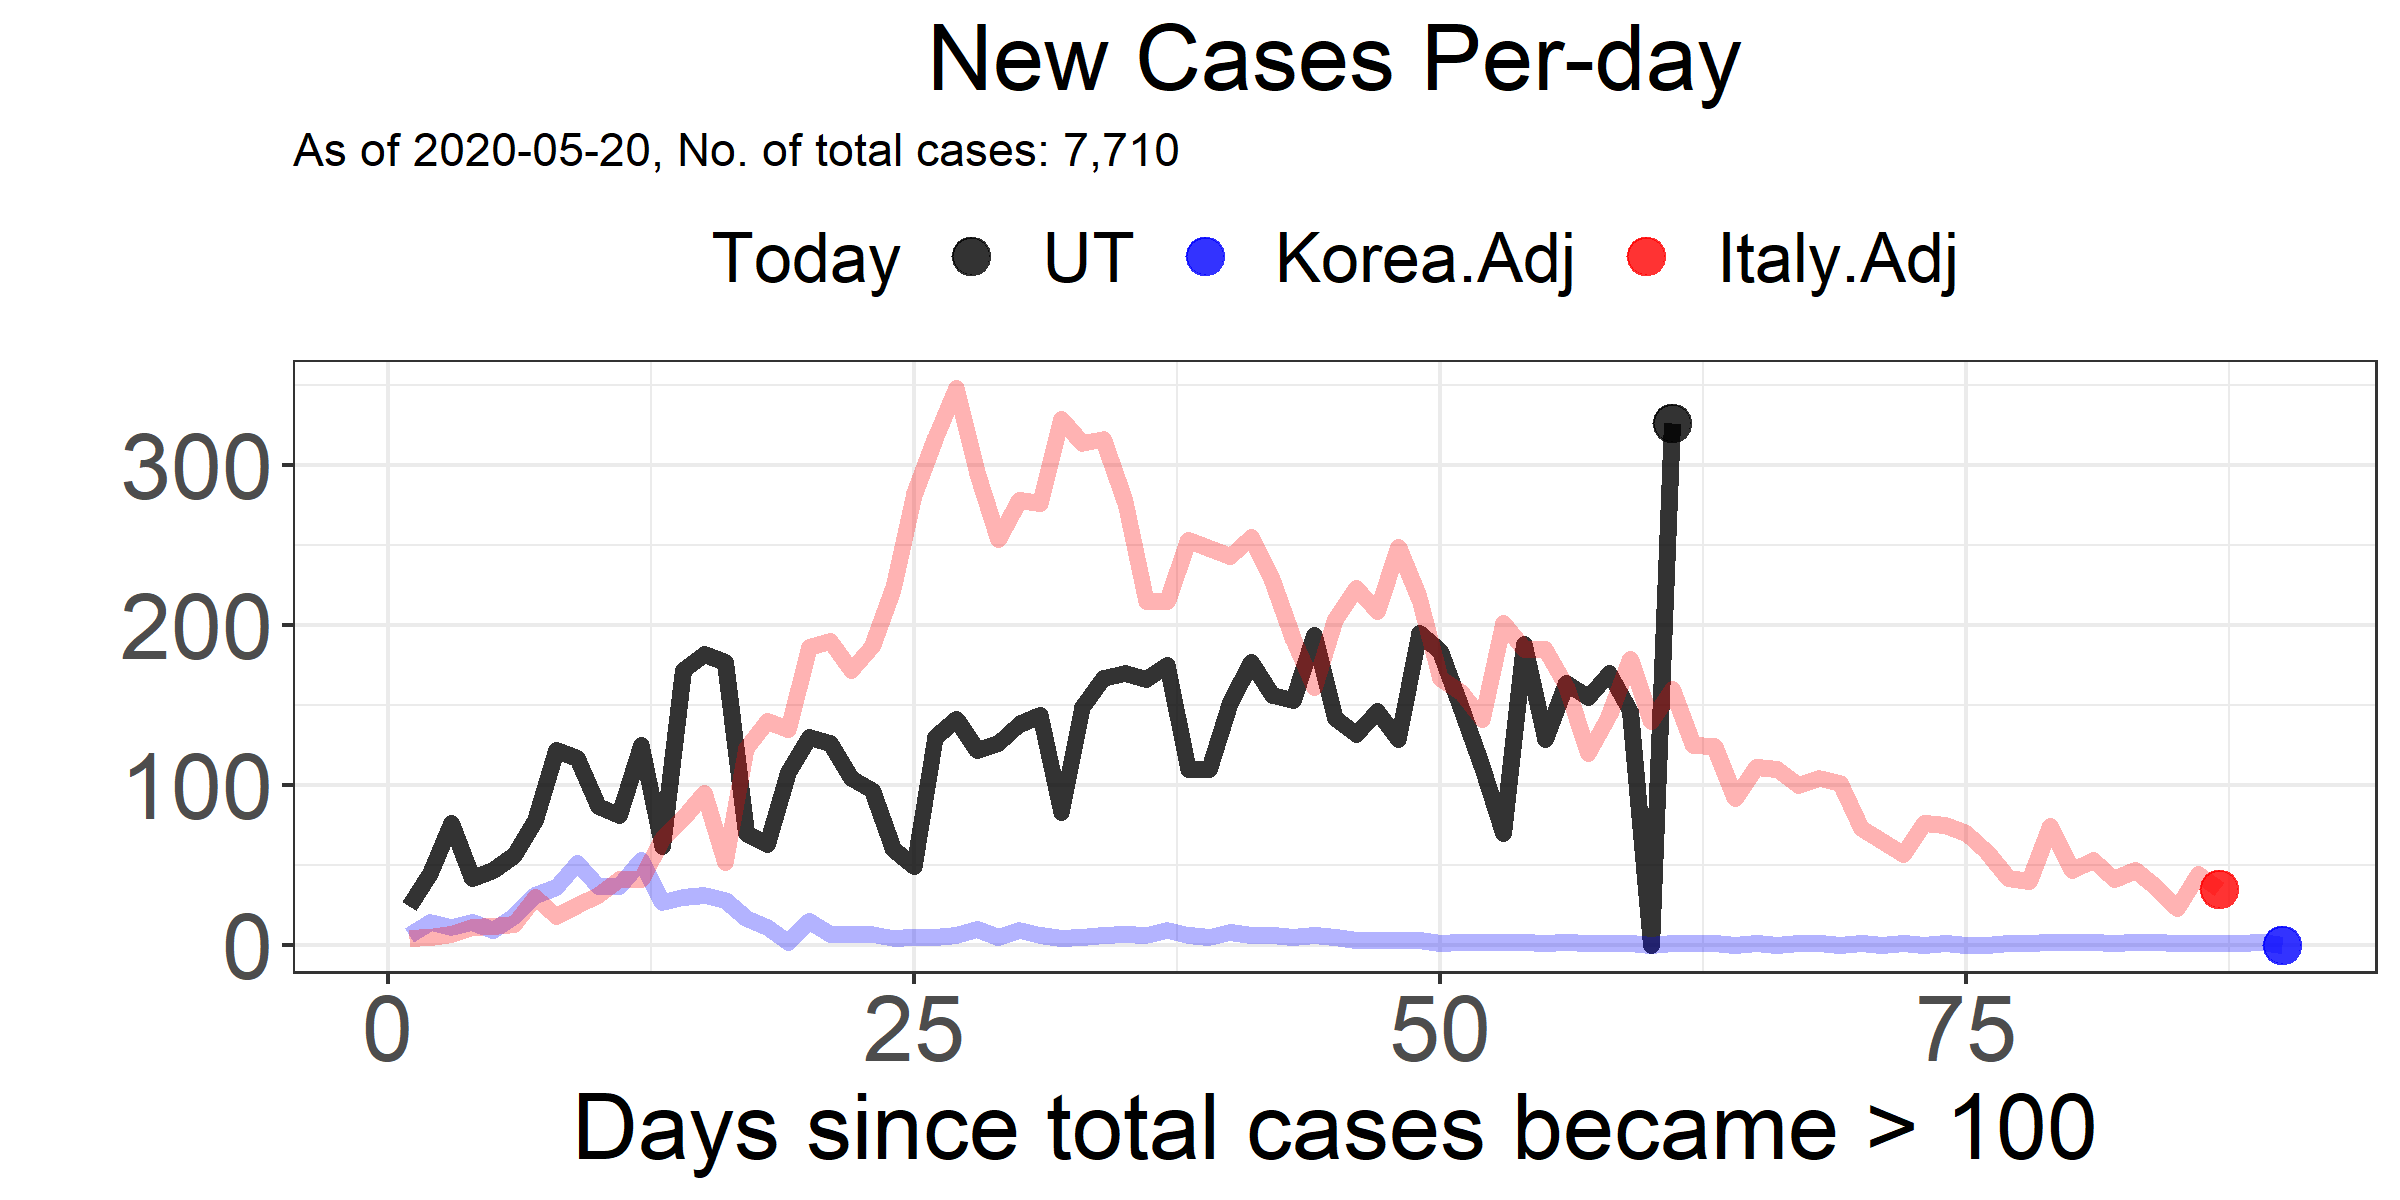 New Cases Per-day
As of 2020-05-20, No. of total cases: 7,710
Today UT Korea.Adj Italy.Adj
300
200
100
0
0 25 50 75
Days since total cases became > 100